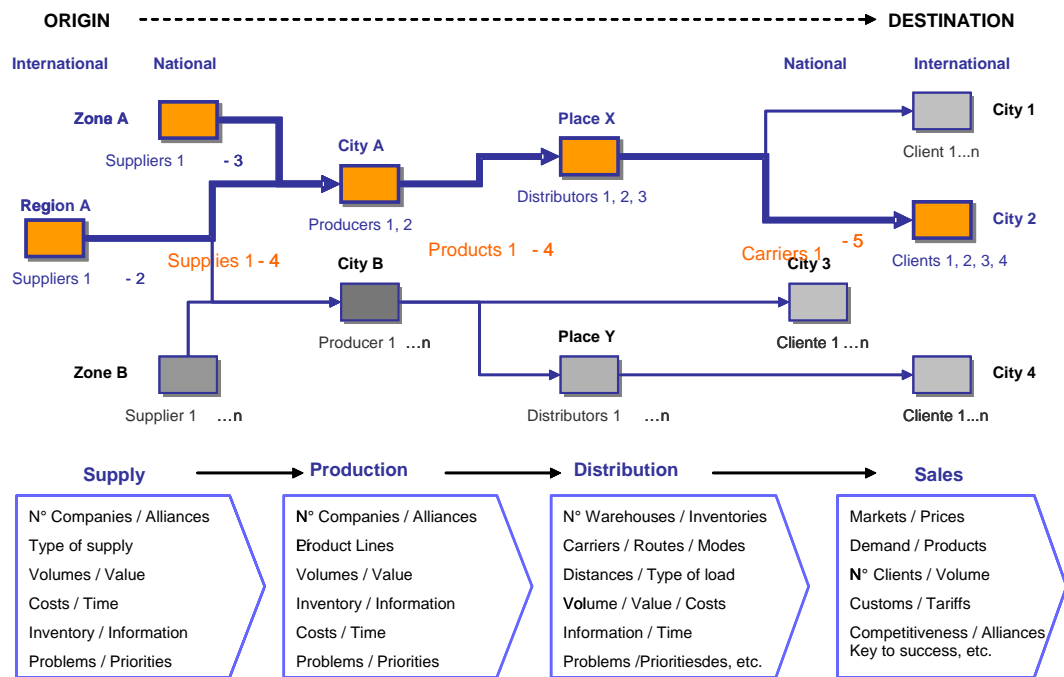 ORIGIN DESTINATION
International National National International
Zona A Place X City 1
Suppliers 1 - 3 City A Client 1...n
Region A Producers 1, 2 Distributors 1, 2, 3 City 2
Suppliers 1 - 2 Supplies 1 - 4 Products 1 - 4 Carriers 1 - 5 Clients 1, 2, 3, 4
City B City 3
Producer 1 ...n Place Y Cliente 1 ...n
Zone B City 4
Supplier 1 ...n Distributors 1 ...n Cliente 1...n
Supply Production Distribution Sales
N° Companies / Alliances
Type of supply
Volumes / Value
Costs / Time
Inventory / Information
Problems / Priorities
N° Companies / Alliances
Product Lines
Volumes / Value
Inventory / Information
Costs / Time
Problems / Priorities
N° Warehouses / Inventories
Carriers / Routes / Modes
Distances / Type of load
Volume / Value / Costs
Information / Time
Problems /Prioritiesdes, etc.
Markets / Prices
Demand / Products
N° Clients / Volume
Customs / Tariffs
Competitiveness / Alliances
Key to success, etc.